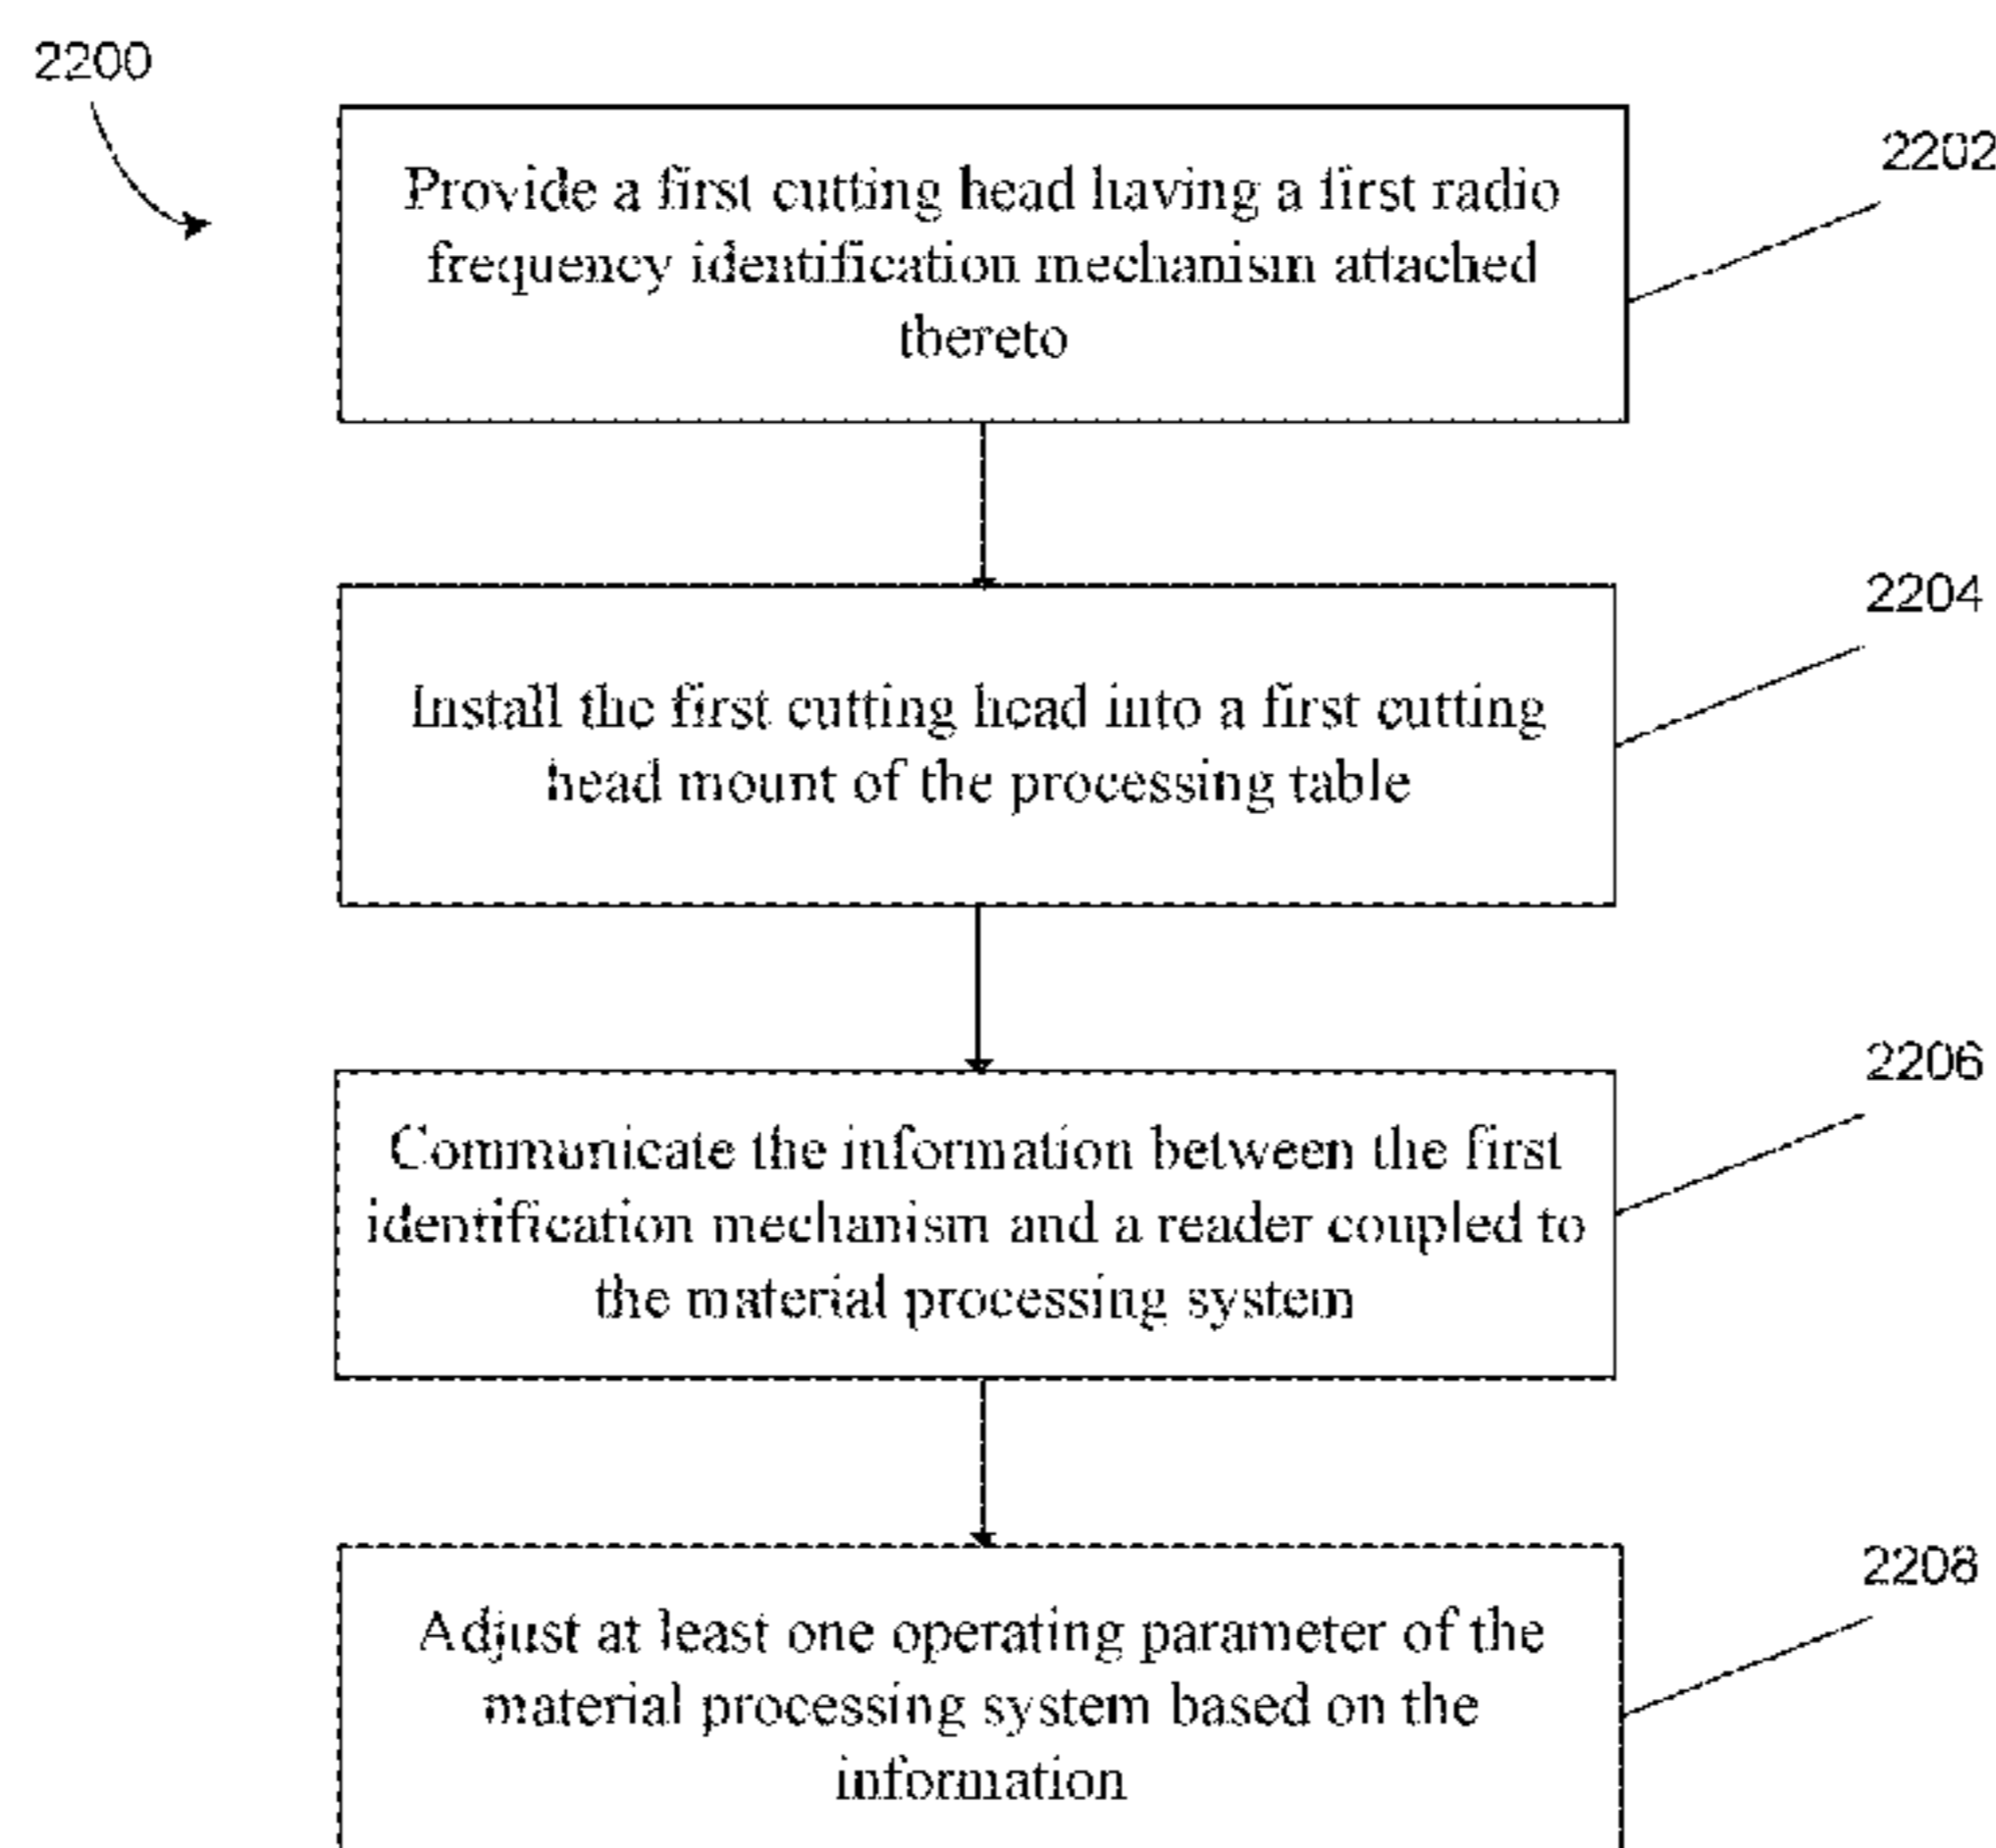 2200
2202
Provide a first cutting head having a first radio
frequency identification mechanism attached
thereto
2204
Install the first cutting head into a first cutting
head mount of the processing table
2206
Communicate the information between the first
identification mechanism and a reader coupled to
the material processing system
2208
Adjust at least one operating parameter of the
material processing system based on the
information